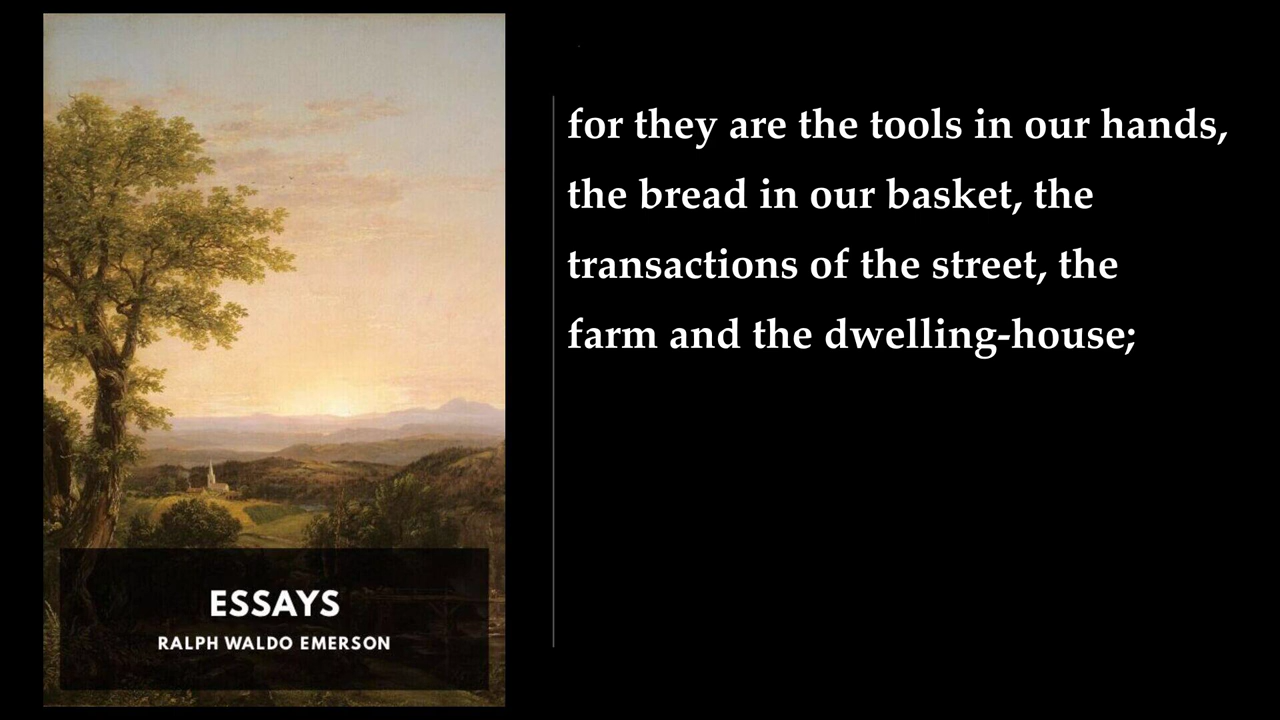 for they are the tools in our hands,
the bread in our basket, the
transactions of the street, the
farm and the dwelling-house;
ESSAYS
RALPH WALDO EMERSON